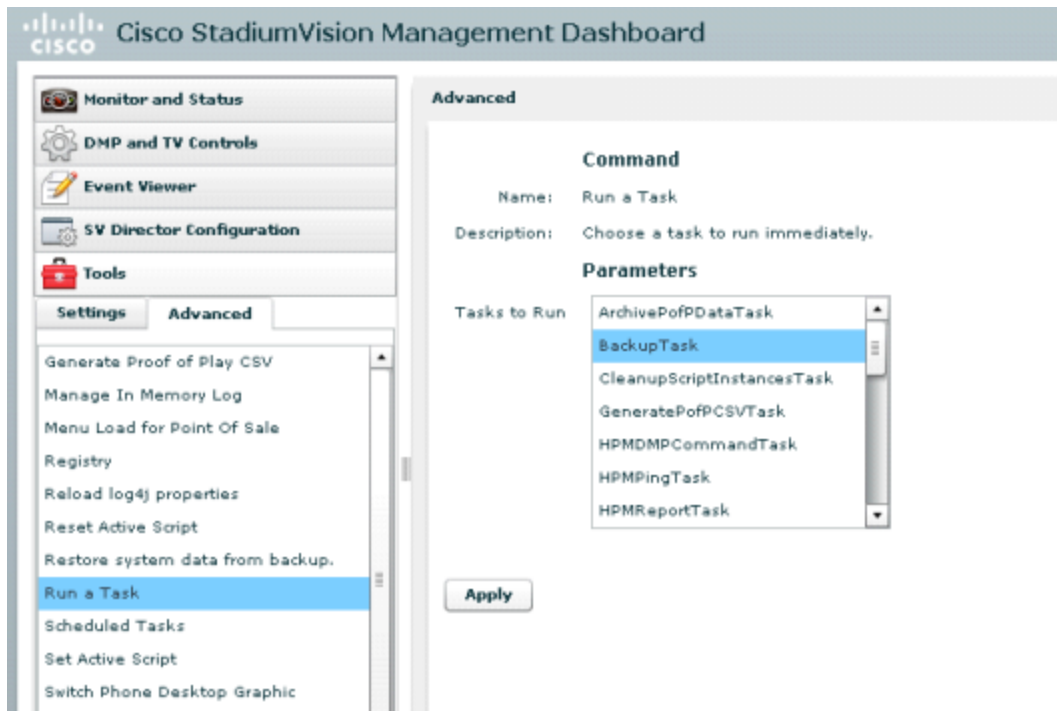 CISCO Cisco StadiumVision Management Dashboard
Monitor and Status
DMP and TV Controls
Event Viewer
SV Director Configuration
Tools
Settings Advanced
Generate Proof of Play CSV
Manage In Memory Log
Menu Load for Point Of Sale
Registry
Reload log4j properties
Reset Active Script
Restore system data from backup.
Run a Task
Scheduled Tasks
Set Active Script
Switch Phone Desktop Graphic
Advanced
Command
Name: Run a Task
Description: Choose a task to run immediately.
Parameters
Tasks to Run
ArchivePofPDataTask
BackupTask
CleanupScriptInstancesTask
GeneratePofPCSVTask
HPMDMPCommandTask
HPMPingTask
HPMReportTask
Apply